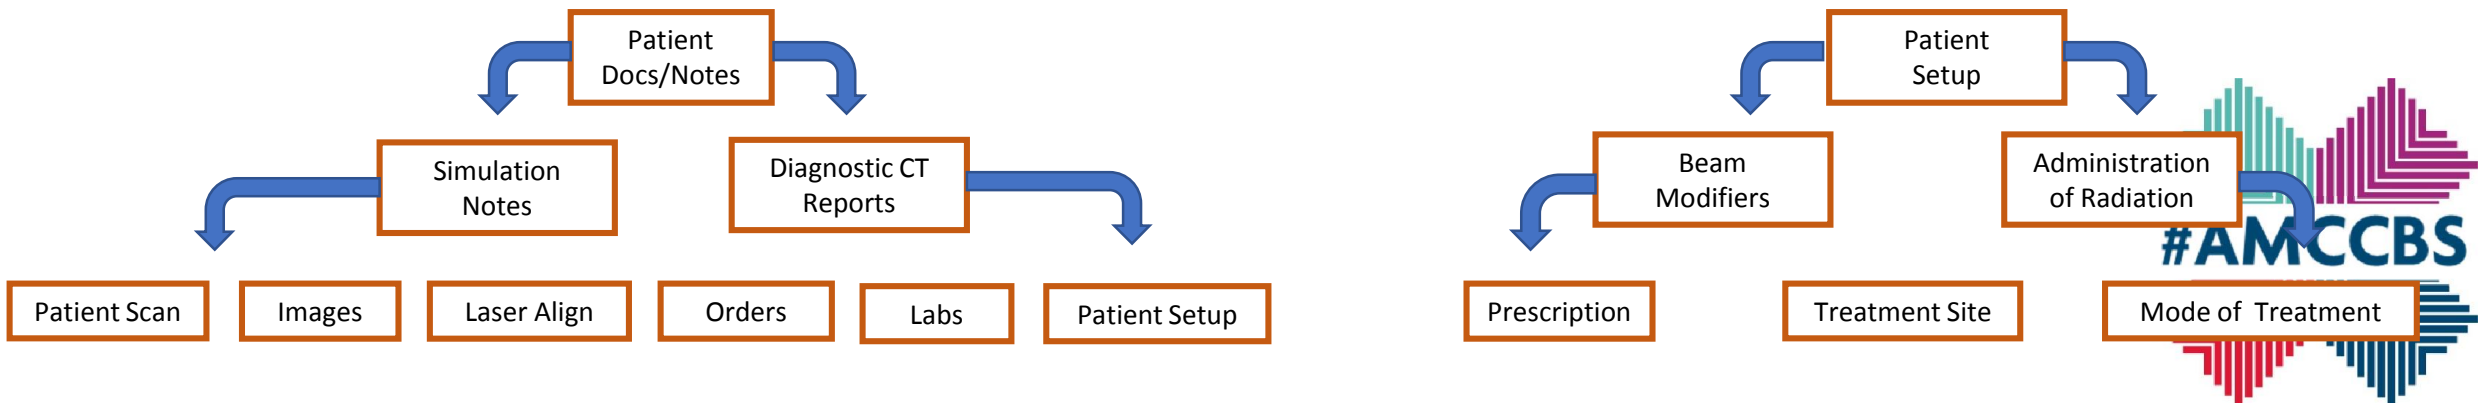 Patient
Docs/Notes
Simulation
Notes
Diagnostic CT
Reports
Patient Scan
Images
Laser Align
Orders
Labs
Patient Setup
Patient
Setup
Beam
Modifiers
Administration
of Radiation
#AMCCBS
Prescription
Treatment Site
Mode of  Treatment